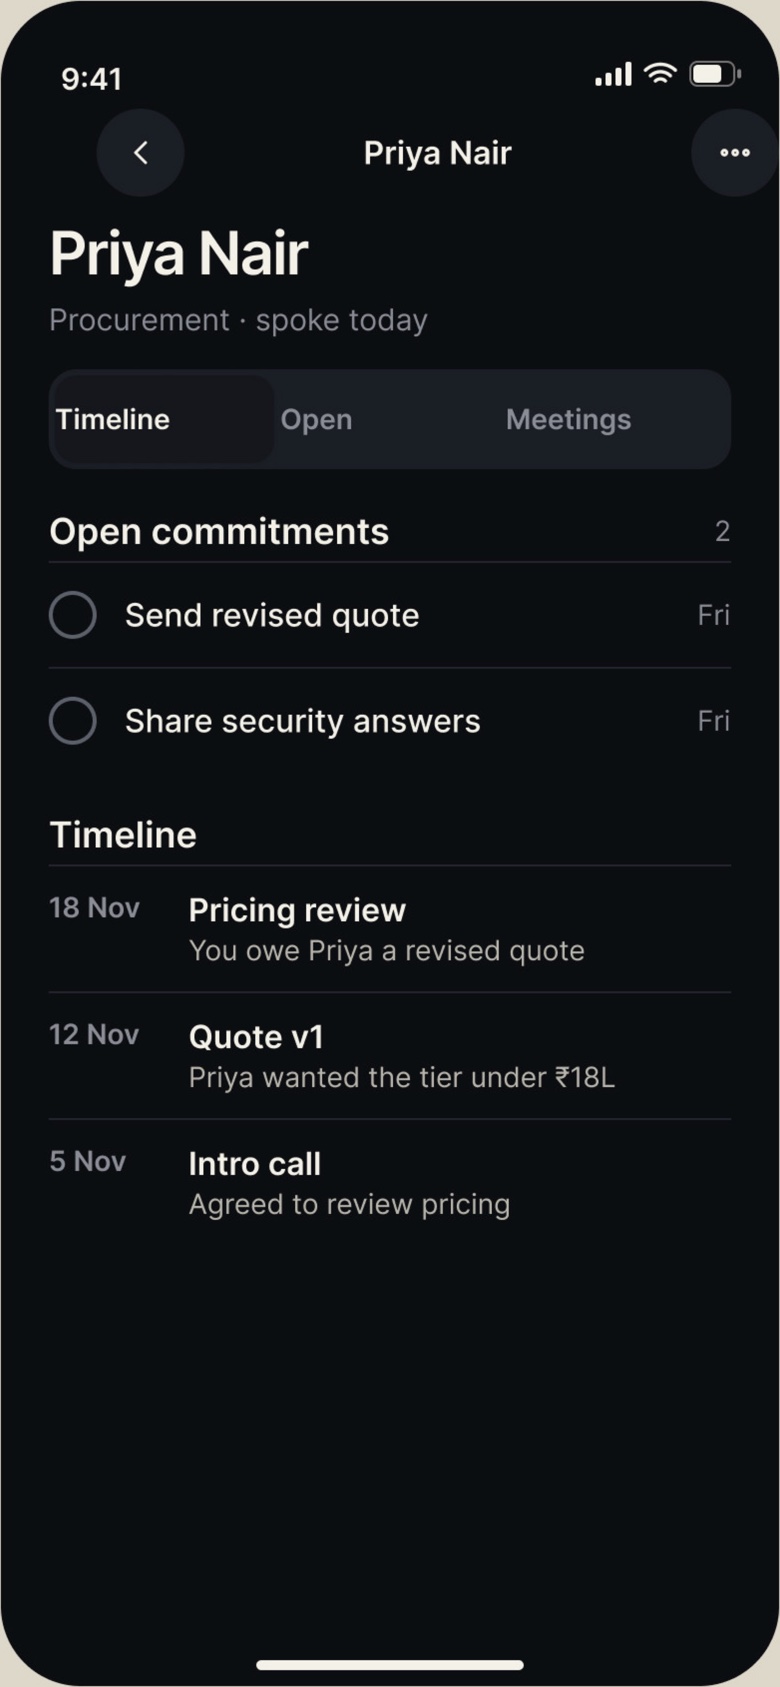 9:41
Priya Nair
Priya Nair
Procurement · spoke today
Timeline Open Meetings
Open commitments 2
Send revised quote Fri
Share security answers Fri
Timeline
18 Nov Pricing review
You owe Priya a revised quote
12 Nov Quote v1
Priya wanted the tier under ₹18L
5 Nov Intro call
Agreed to review pricing